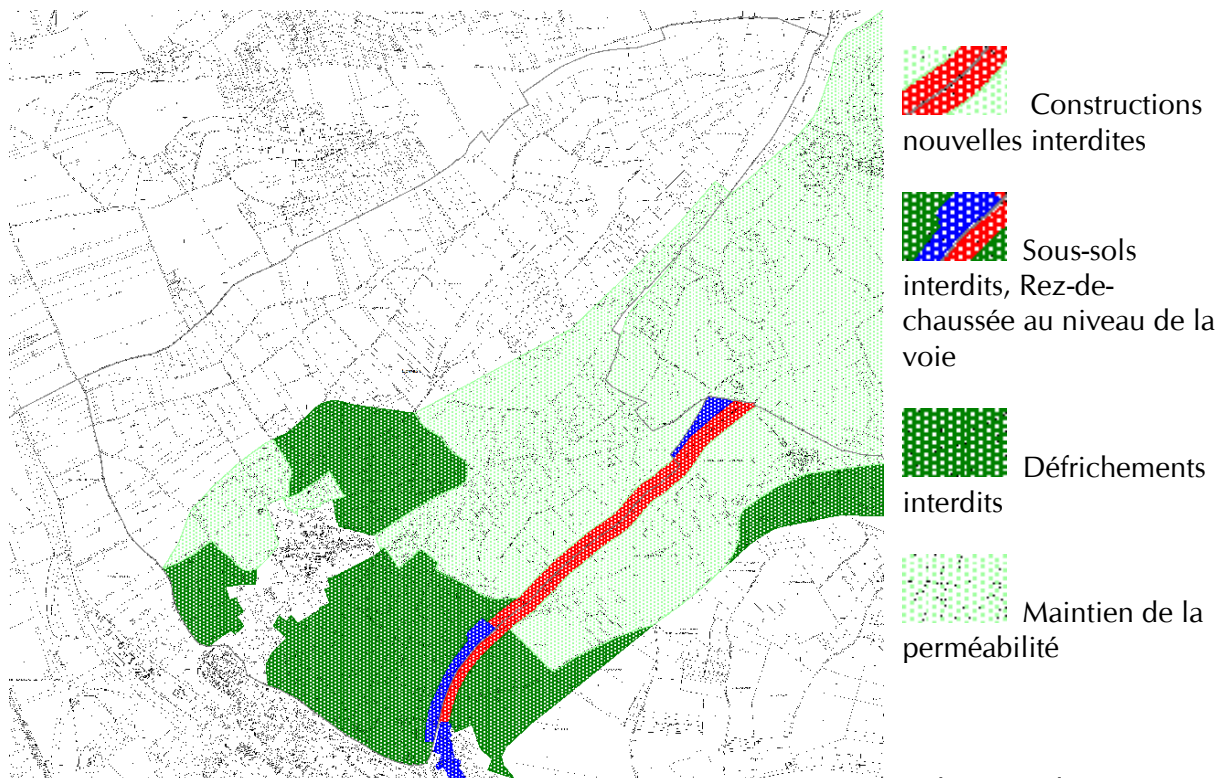 Constructions
nouvelles interdites
Sous-sols
interdits, Rez-de-
chaussée au niveau de la
voie
Défrichements
interdits
Maintien de la
perméabilité